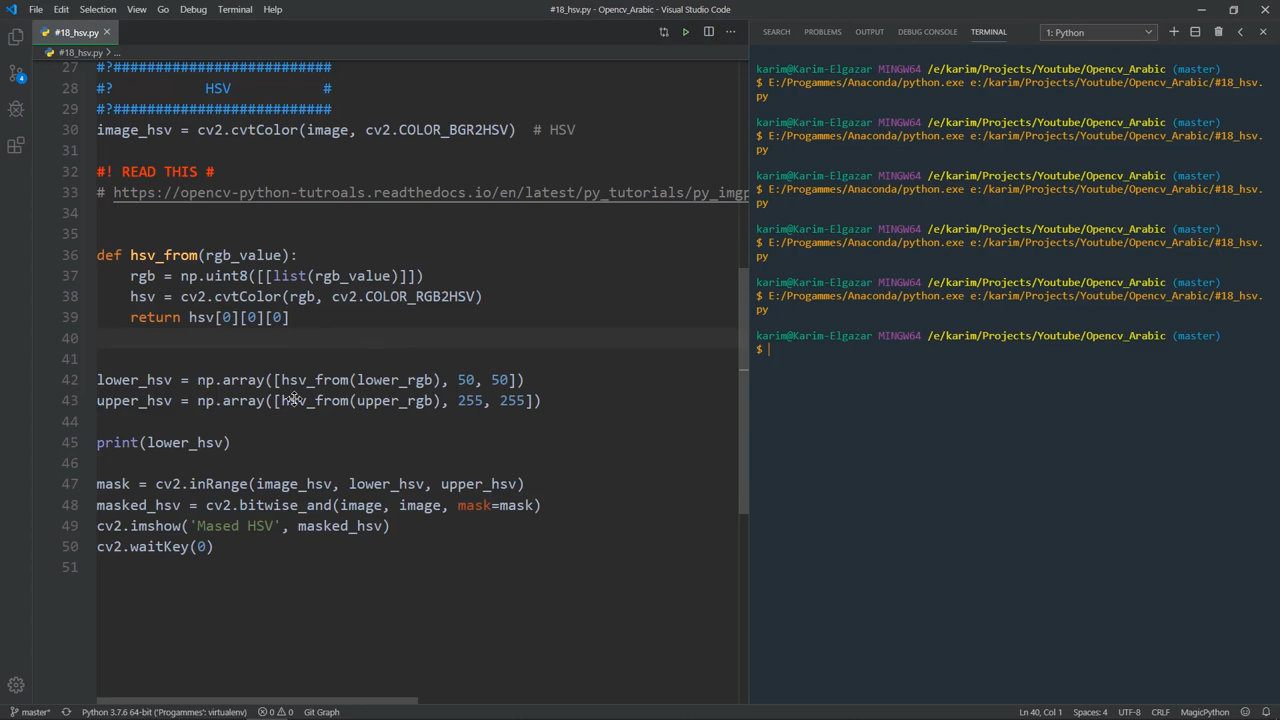 File Edit Selection View Go Debug Terminal Help
#18_hsv.py - Opencv_Arabic - Visual Studio Code
#18_hsv.py
#18_hsv.py > ...
27 #?##########################
28 #? HSV #
29 #?##########################
30 image_hsv = cv2.cvtColor(image, cv2.COLOR_BGR2HSV) # HSV
31
32 #! READ THIS #
33 # https://opencv-python-tutroals.readthedocs.io/en/latest/py_tutorials/py_imgp
34
35
36 def hsv_from(rgb_value):
37 rgb = np.uint8([[list(rgb_value)]])
38 hsv = cv2.cvtColor(rgb, cv2.COLOR_RGB2HSV)
39 return hsv[0][0][0]
40
41
42 lower_hsv = np.array([hsv_from(lower_rgb), 50, 50])
43 upper_hsv = np.array([hsv_from(upper_rgb), 255, 255])
44
45 print(lower_hsv)
46
47 mask = cv2.inRange(image_hsv, lower_hsv, upper_hsv)
48 masked_hsv = cv2.bitwise_and(image, image, mask=mask)
49 cv2.imshow('Mased HSV', masked_hsv)
50 cv2.waitKey(0)
51
SEARCH PROBLEMS OUTPUT DEBUG CONSOLE TERMINAL 1: Python
karim@Karim-Elgazar MINGW64 /e/karim/Projects/Youtube/Opencv_Arabic (master)
$ E:/Progammes/Anaconda/python.exe e:/karim/Projects/Youtube/Opencv_Arabic/#18_hsv.
py
karim@Karim-Elgazar MINGW64 /e/karim/Projects/Youtube/Opencv_Arabic (master)
$ E:/Progammes/Anaconda/python.exe e:/karim/Projects/Youtube/Opencv_Arabic/#18_hsv.
py
karim@Karim-Elgazar MINGW64 /e/karim/Projects/Youtube/Opencv_Arabic (master)
$ E:/Progammes/Anaconda/python.exe e:/karim/Projects/Youtube/Opencv_Arabic/#18_hsv.
py
karim@Karim-Elgazar MINGW64 /e/karim/Projects/Youtube/Opencv_Arabic (master)
$ E:/Progammes/Anaconda/python.exe e:/karim/Projects/Youtube/Opencv_Arabic/#18_hsv.
py
karim@Karim-Elgazar MINGW64 /e/karim/Projects/Youtube/Opencv_Arabic (master)
$ E:/Progammes/Anaconda/python.exe e:/karim/Projects/Youtube/Opencv_Arabic/#18_hsv.
py
karim@Karim-Elgazar MINGW64 /e/karim/Projects/Youtube/Opencv_Arabic (master)
$
4
master* Python 3.7.6 64-bit ('Progammes': virtualenv) 0 0 Git Graph
Ln 40, Col 1 Spaces: 4 UTF-8 CRLF MagicPython